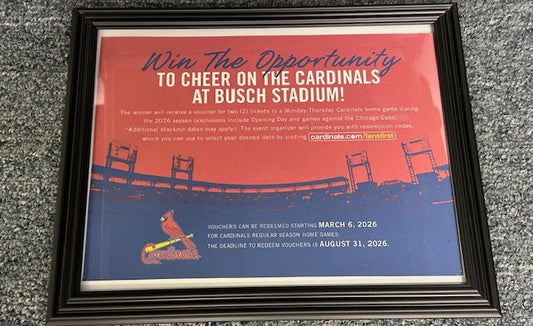 Win The Opportunity
TO CHEER ON THE CARDINALS
AT BUSCH STADIUM!
The winner will receive a voucher for two (2) tickets to a Monday-Thursday Cardinals home game during
the 2026 season (exclusions include Opening Day and games against the Chicago Cubs.
*Additional blackout dates may apply). The event organizer will provide you with redemption codes,
which you can use to select your desired date by visiting cardinals.com/fansfirst.
VOUCHERS CAN BE REDEEMED STARTING MARCH 6, 2026
FOR CARDINALS REGULAR SEASON HOME GAMES.
THE DEADLINE TO REDEEM VOUCHERS IS AUGUST 31, 2026.
Cardinals